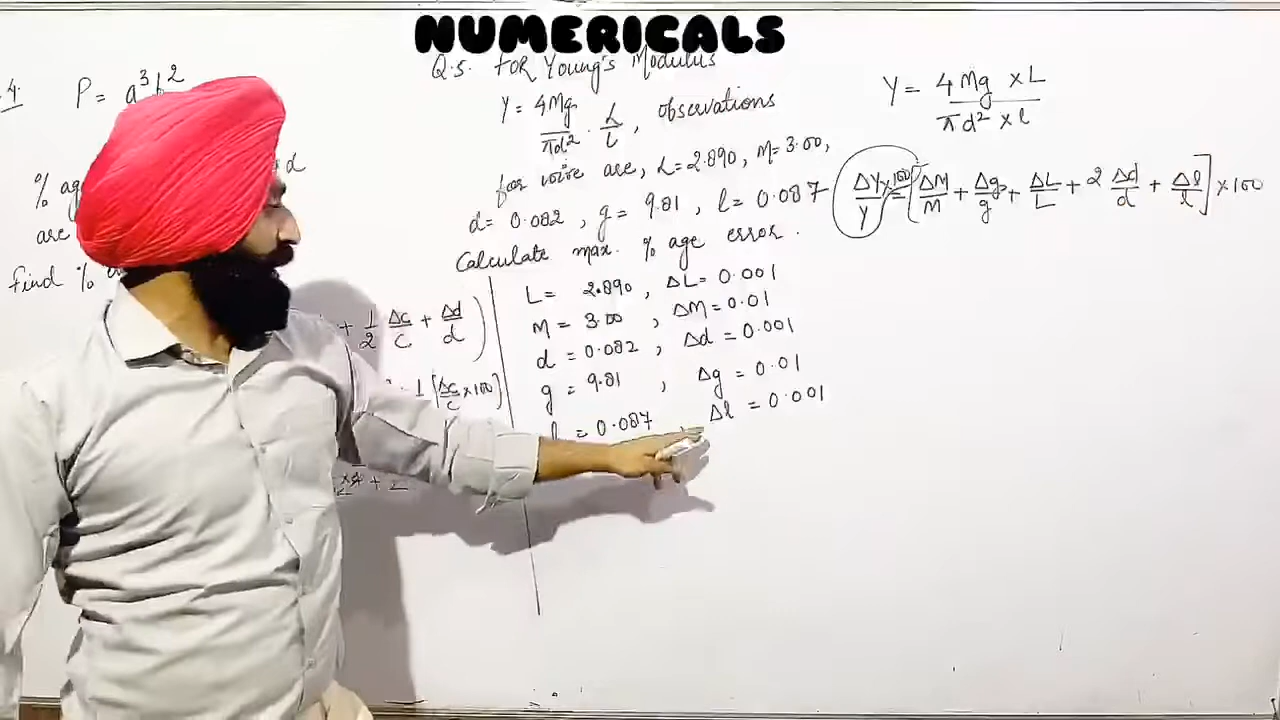 NUMERICALS
.4 P = a³b²
% ag d
are
Find %
+ 1/2 Δc/c + Δd/d )
1 [Δc/c ×100]
Q.5. FOR Young's Modulus
Y = 4Mg/πd² . L/l , observations
for wire are, L=2.890, M=3.00,
d= 0.082, g= 9.81, l= 0.087
Calculate max. % age error.
L= 2.890, ΔL= 0.001
M = 3.00, ΔM=0.01
d = 0.082, Δd = 0.001
g = 9.81, Δg = 0.01
l = 0.087, Δl = 0.001
Y = 4Mg × L / πd² × l
ΔY/Y ×100 = [ΔM/M + Δg/g + ΔL/L + 2 Δd/d + Δl/l] × 100